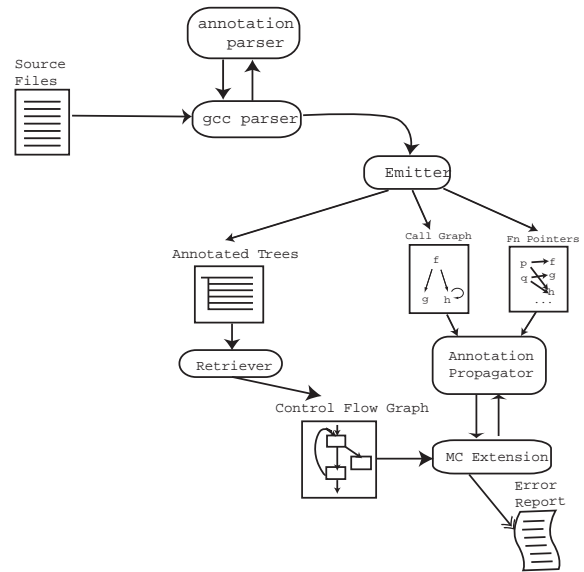 annotation
parser
Source
Files
gcc parser
Emitter
Call Graph
Fn Pointers
f
g h
p f
q g
h
...
Annotated Trees
Retriever
Annotation
Propagator
Control Flow Graph
MC Extension
Error
Report